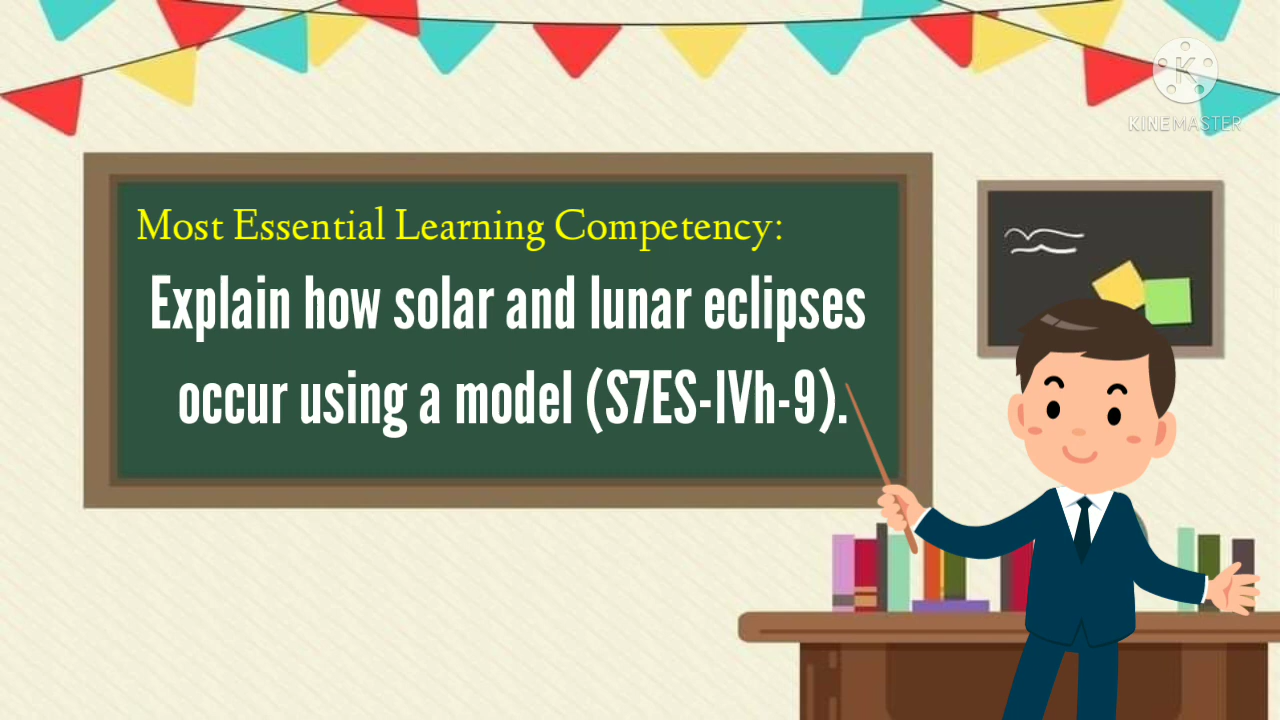 Most Essential Learning Competency:
Explain how solar and lunar eclipses
occur using a model (S7ES-IVh-9).
K
KINEMASTER